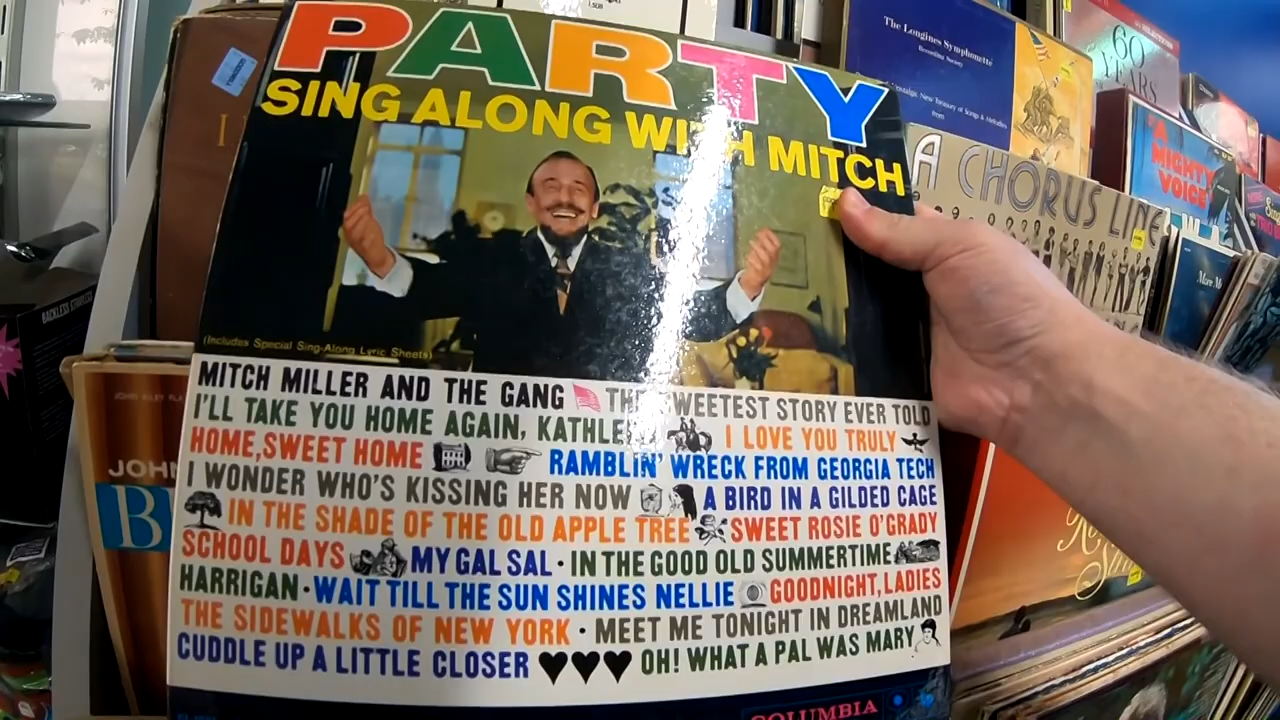 PARTY
SING ALONG WITH MITCH
(Includes Special Sing-Along Lyric Sheets)
MITCH MILLER AND THE GANG THE SWEETEST STORY EVER TOLD
I'LL TAKE YOU HOME AGAIN, KATHLE I LOVE YOU TRULY
HOME, SWEET HOME RAMBLIN' WRECK FROM GEORGIA TECH
I WONDER WHO'S KISSING HER NOW A BIRD IN A GILDED CAGE
IN THE SHADE OF THE OLD APPLE TREE SWEET ROSIE O'GRADY
SCHOOL DAYS MY GAL SAL · IN THE GOOD OLD SUMMERTIME
HARRIGAN · WAIT TILL THE SUN SHINES NELLIE GOODNIGHT, LADIES
THE SIDEWALKS OF NEW YORK · MEET ME TONIGHT IN DREAMLAND
CUDDLE UP A LITTLE CLOSER ♥♥♥ OH! WHAT A PAL WAS MARY
COLUMBIA
The Longines Symphonette
Recording Society
60
YEARS
"A
MIGHTY
VOICE"
A CHORUS LINE
BACKLESS
JOHN
B